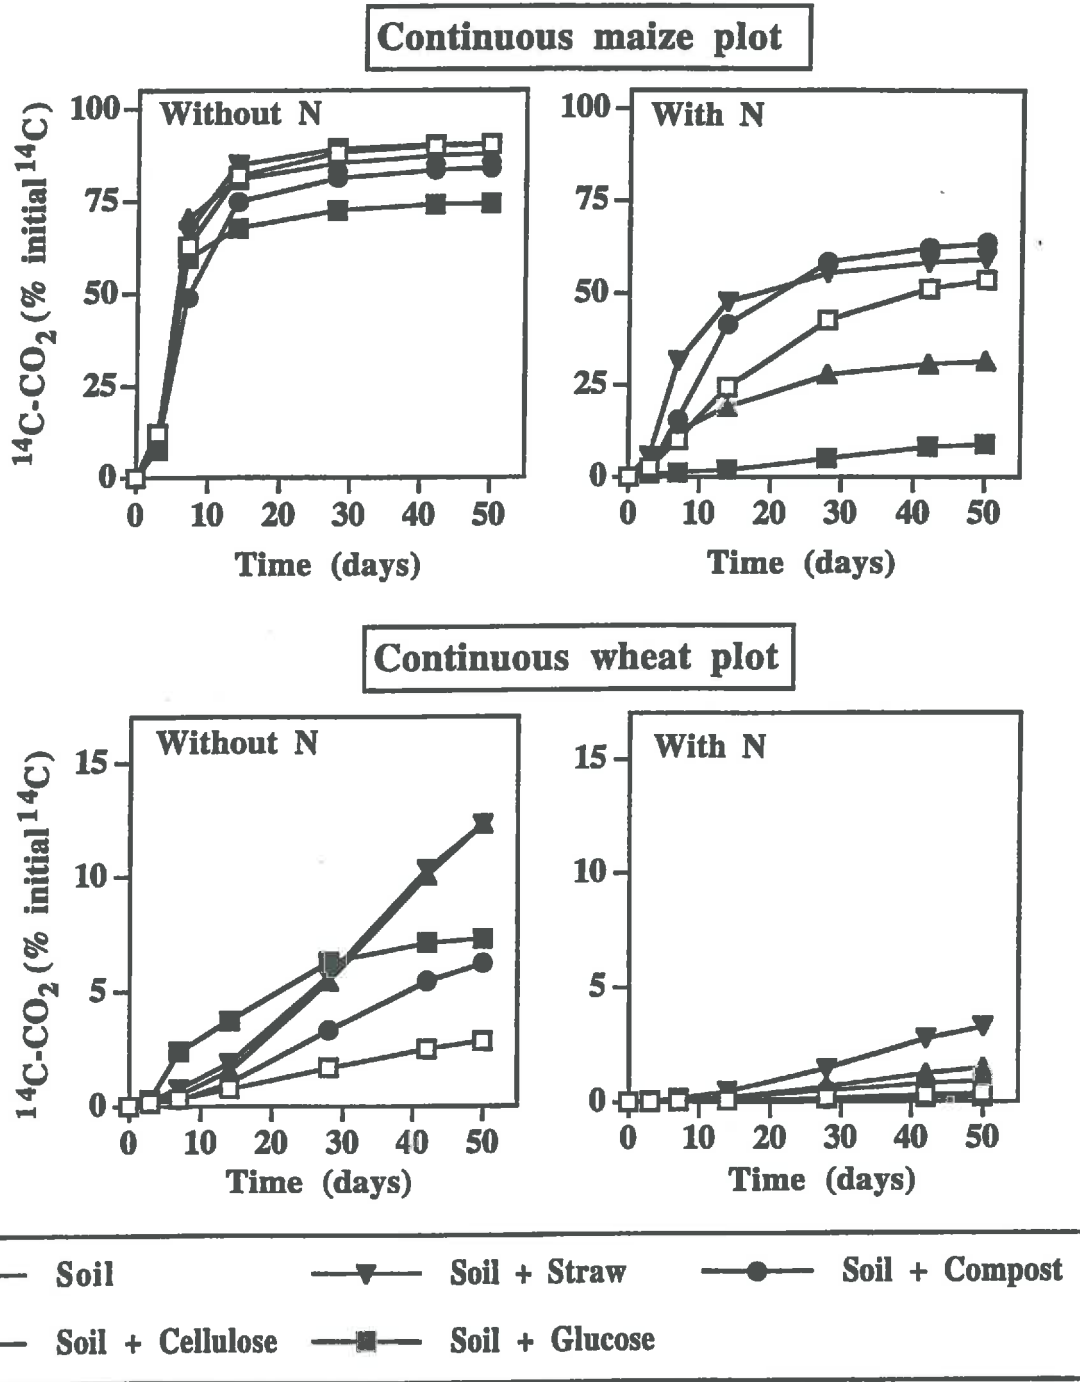 Continuous maize plot
Without N
With N
¹⁴C-CO₂ (% initial ¹⁴C)
100
75
50
25
0
0 10 20 30 40 50
Time (days)
100
75
50
25
0
0 10 20 30 40 50
Time (days)
Continuous wheat plot
Without N
With N
¹⁴C-CO₂ (% initial ¹⁴C)
15
10
5
0
0 10 20 30 40 50
Time (days)
15
10
5
0
0 10 20 30 40 50
Time (days)
Soil
Soil + Straw
Soil + Compost
Soil + Cellulose
Soil + Glucose